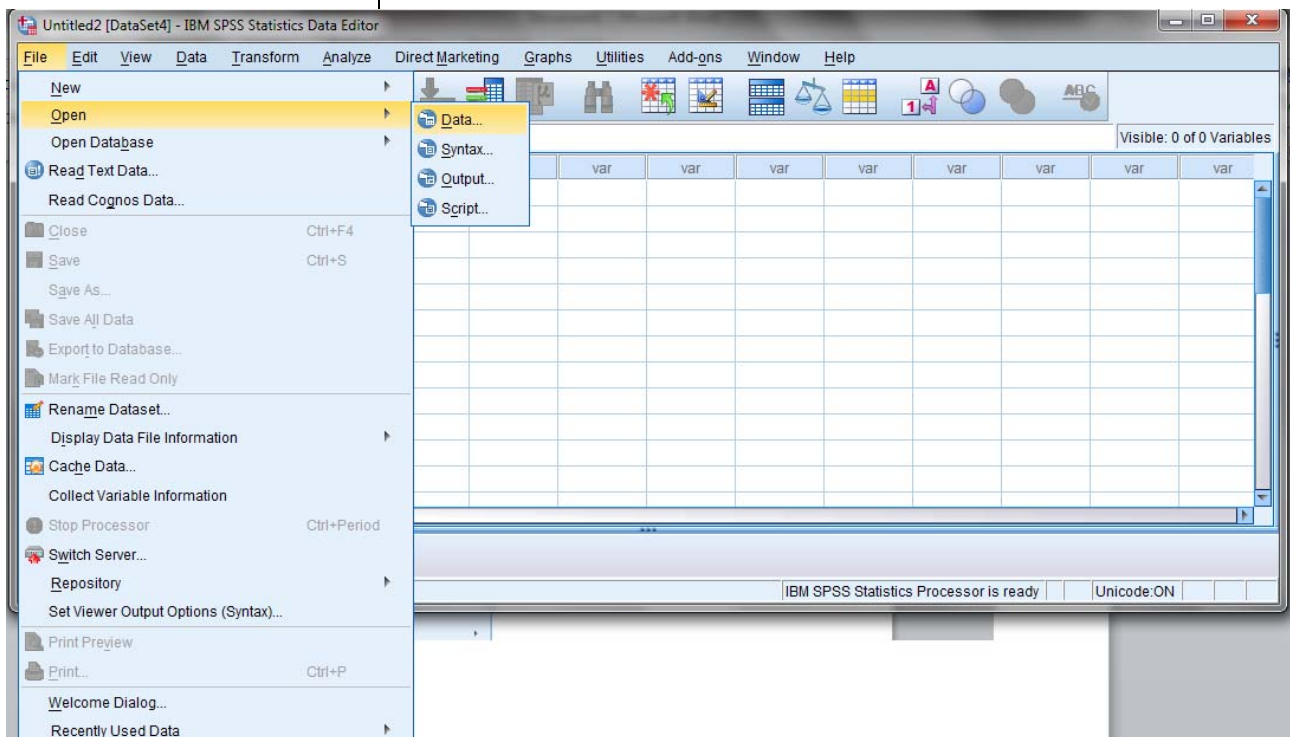 Untitled2 [DataSet4] - IBM SPSS Statistics Data Editor
File Edit View Data Transform Analyze Direct Marketing Graphs Utilities Add-ons Window Help
New
Open
Open Database
Read Text Data...
Read Cognos Data...
Close Ctrl+F4
Save Ctrl+S
Save As...
Save All Data
Export to Database...
Mark File Read Only
Rename Dataset...
Display Data File Information
Cache Data...
Collect Variable Information
Stop Processor Ctrl+Period
Switch Server...
Repository
Set Viewer Output Options (Syntax)...
Print Preview
Print... Ctrl+P
Welcome Dialog...
Recently Used Data
Data...
Syntax...
Output...
Script...
A
1
ABC
Visible: 0 of 0 Variables
var var var var var var var var
IBM SPSS Statistics Processor is ready Unicode:ON